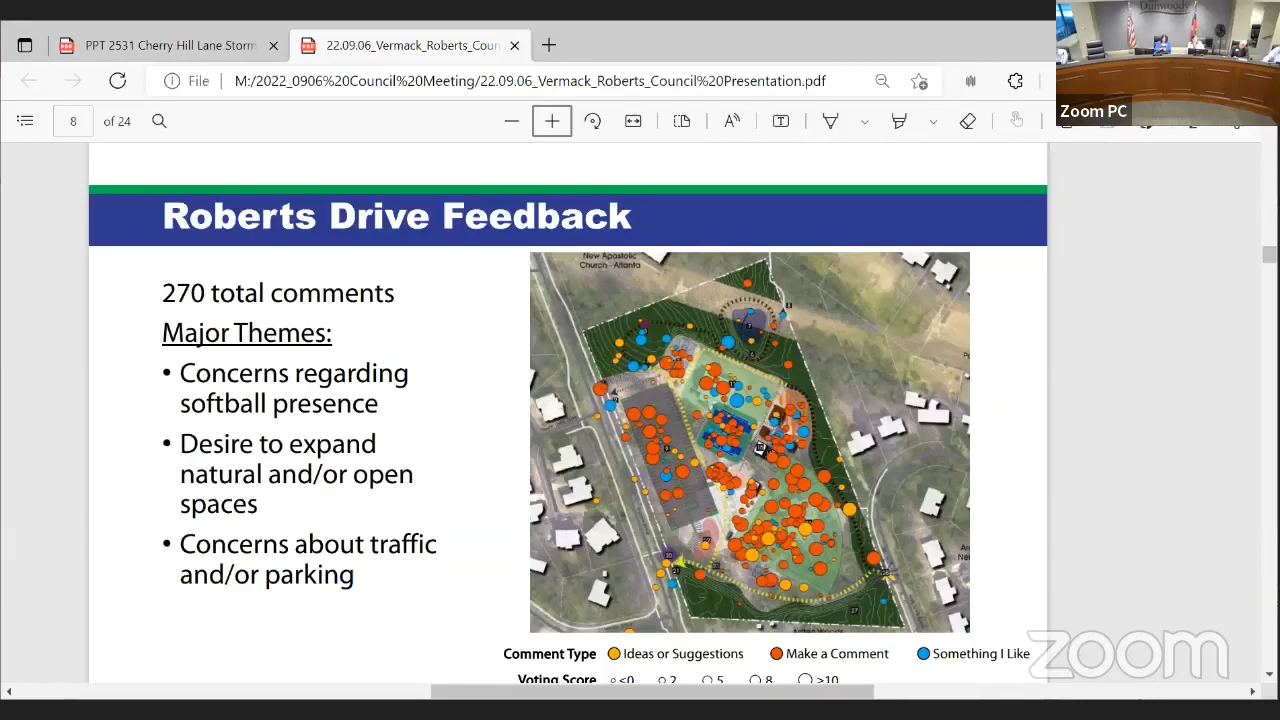 PPT 2531 Cherry Hill Lane Storm
22.09.06_Vermack_Roberts_Coun
Dunwoody
File
M:/2022_0906%20Council%20Meeting/22.09.06_Vermack_Roberts_Council%20Presentation.pdf
Zoom PC
8 of 24
Roberts Drive Feedback
New Apostolic
Church - Atlanta
270 total comments
Major Themes:
• Concerns regarding
softball presence
• Desire to expand
natural and/or open
spaces
• Concerns about traffic
and/or parking
27
Comment Type Ideas or Suggestions Make a Comment Something I Like
Voting Score <0 2 5 8 >10
zoom